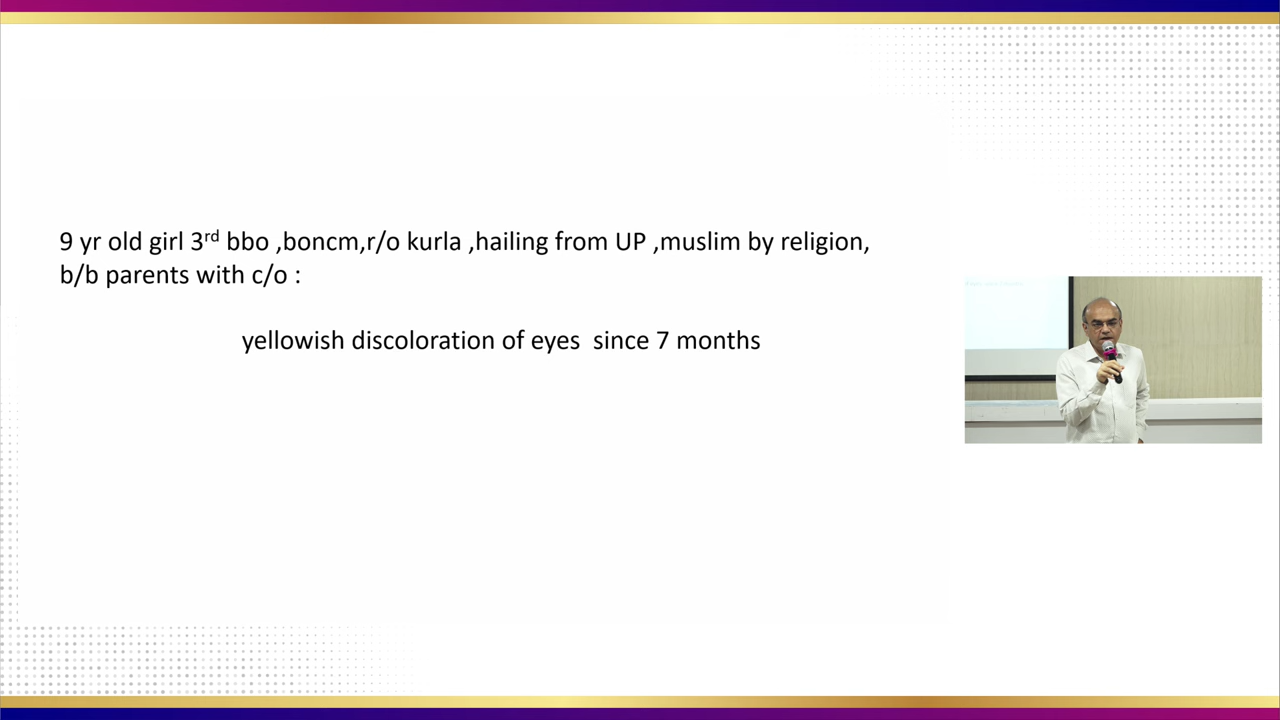 9 yr old girl 3rd bbo ,boncm,r/o kurla ,hailing from UP ,muslim by religion,
b/b parents with c/o :
yellowish discoloration of eyes  since 7 months